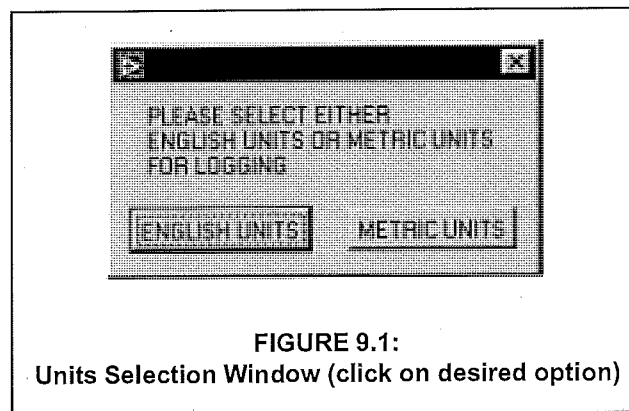 PLEASE SELECT EITHER
ENGLISH UNITS OR METRIC UNITS
FOR LOGGING
ENGLISH UNITS METRIC UNITS
FIGURE 9.1:
Units Selection Window (click on desired option)